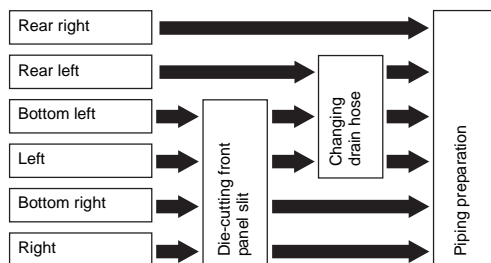 Rear right
Rear left
Bottom left
Left
Bottom right
Right
Die-cutting front
panel slit
Changing
drain hose
Piping preparation